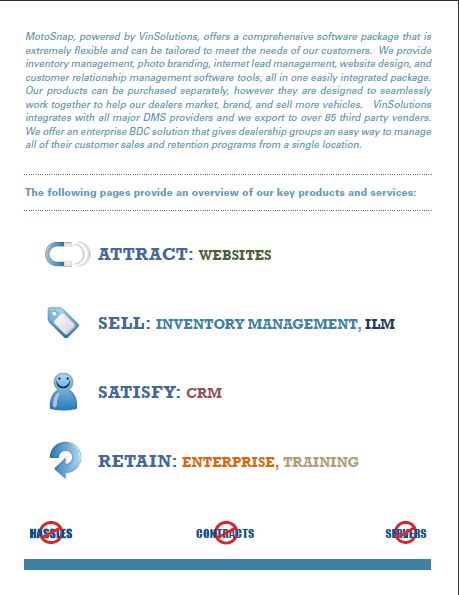 MotoSnap, powered by VinSolutions, offers a comprehensive software package that is
extremely flexible and can be tailored to meet the needs of our customers. We provide
inventory management, photo branding, internet lead management, website design, and
customer relationship management software tools, all in one easily integrated package.
Our products can be purchased separately, however they are designed to seamlessly
work together to help our dealers market, brand, and sell more vehicles. VinSolutions
integrates with all major DMS providers and we export to over 85 third party venders.
We offer an enterprise BDC solution that gives dealership groups an easy way to manage
all of their customer sales and retention programs from a single location.
The following pages provide an overview of our key products and services:
ATTRACT: WEBSITES
SELL: INVENTORY MANAGEMENT, ILM
SATISFY: CRM
RETAIN: ENTERPRISE, TRAINING
HASSLES CONTRACTS SERVERS